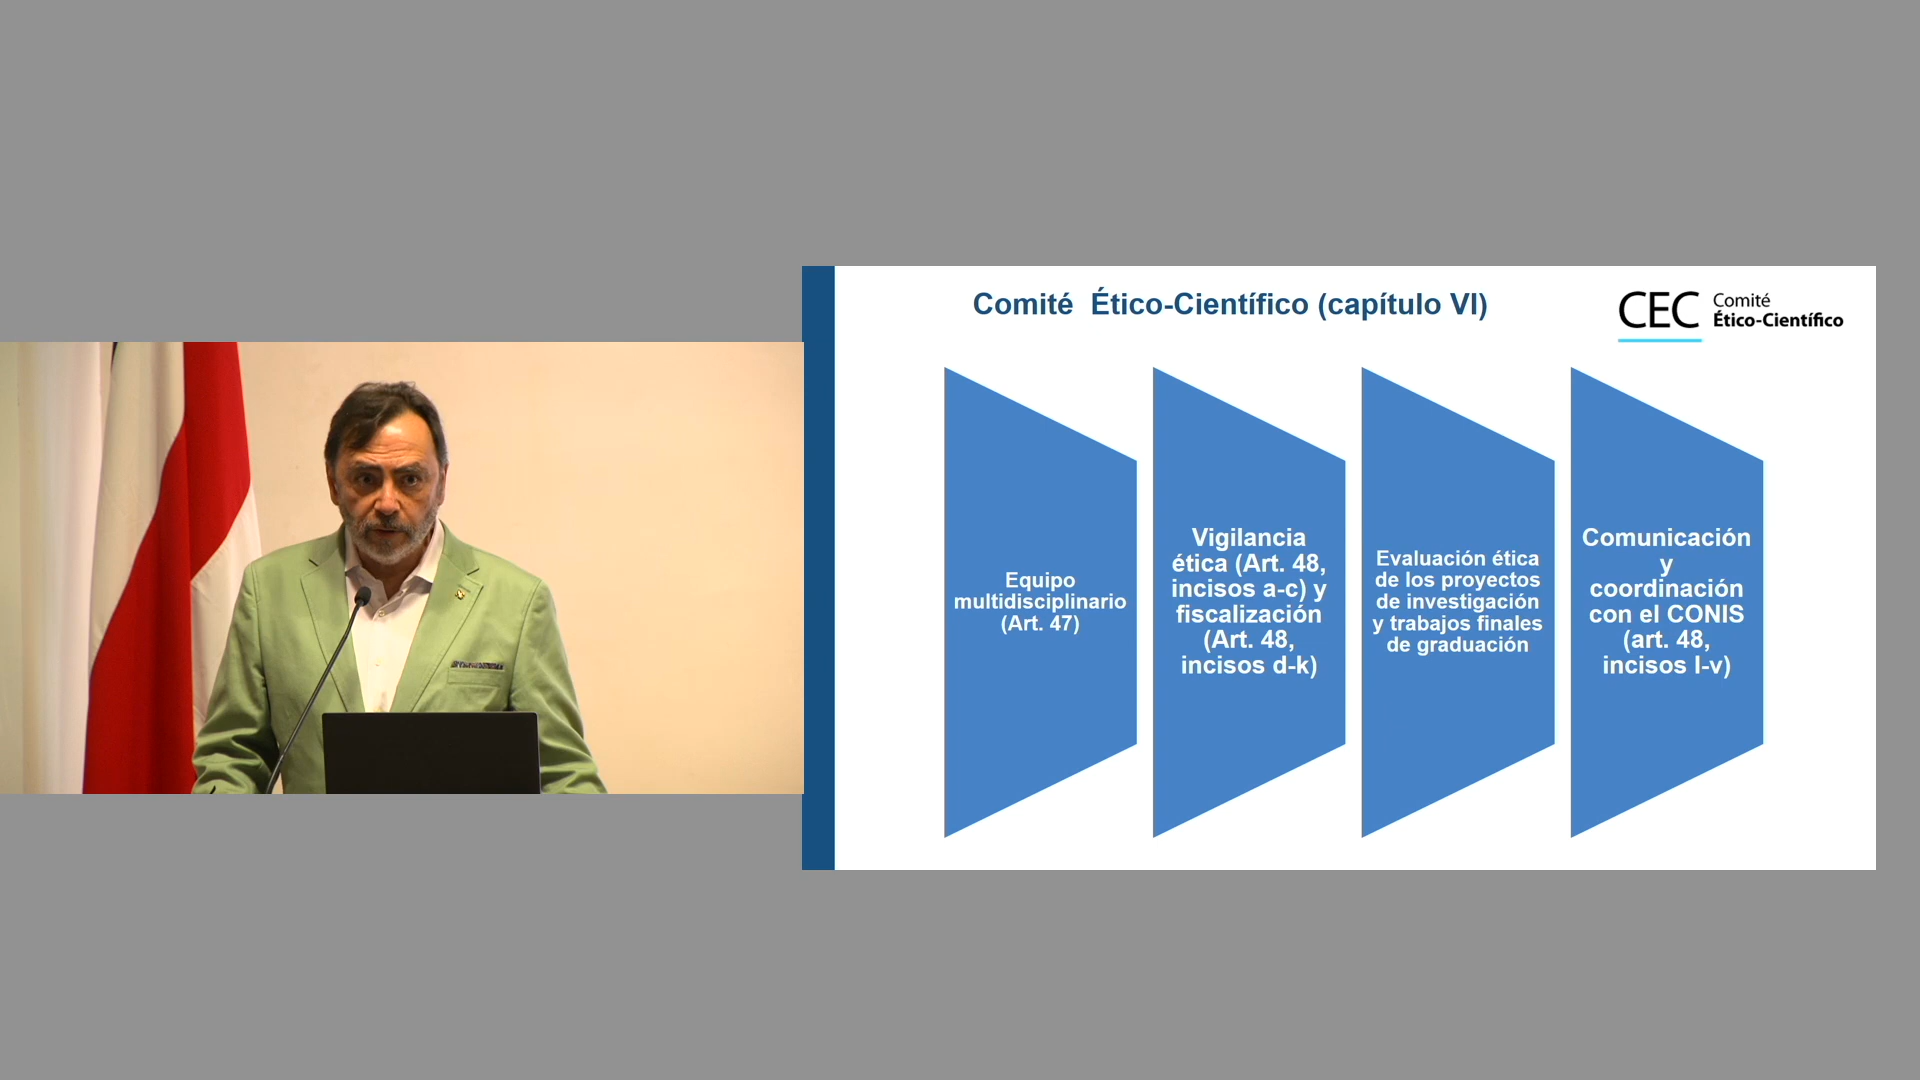 Comité Ético-Científico (capítulo VI)
CEC Comité
Ético-Científico
Equipo
multidisciplinario
(Art. 47)
Vigilancia
ética (Art. 48,
incisos a-c) y
fiscalización
(Art. 48,
incisos d-k)
Evaluación ética
de los proyectos
de investigación
y trabajos finales
de graduación
Comunicación
y
coordinación
con el CONIS
(art. 48,
incisos l-v)